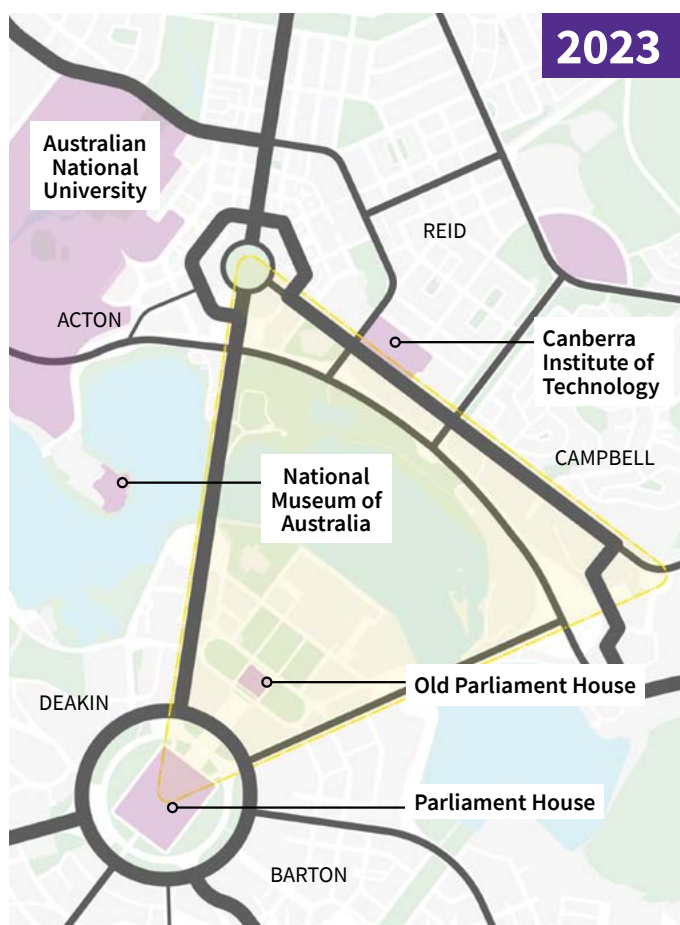 2023
Australian
National
University
REID
ACTON
Canberra
Institute of
Technology
CAMPBELL
National
Museum of
Australia
Old Parliament House
DEAKIN
Parliament House
BARTON